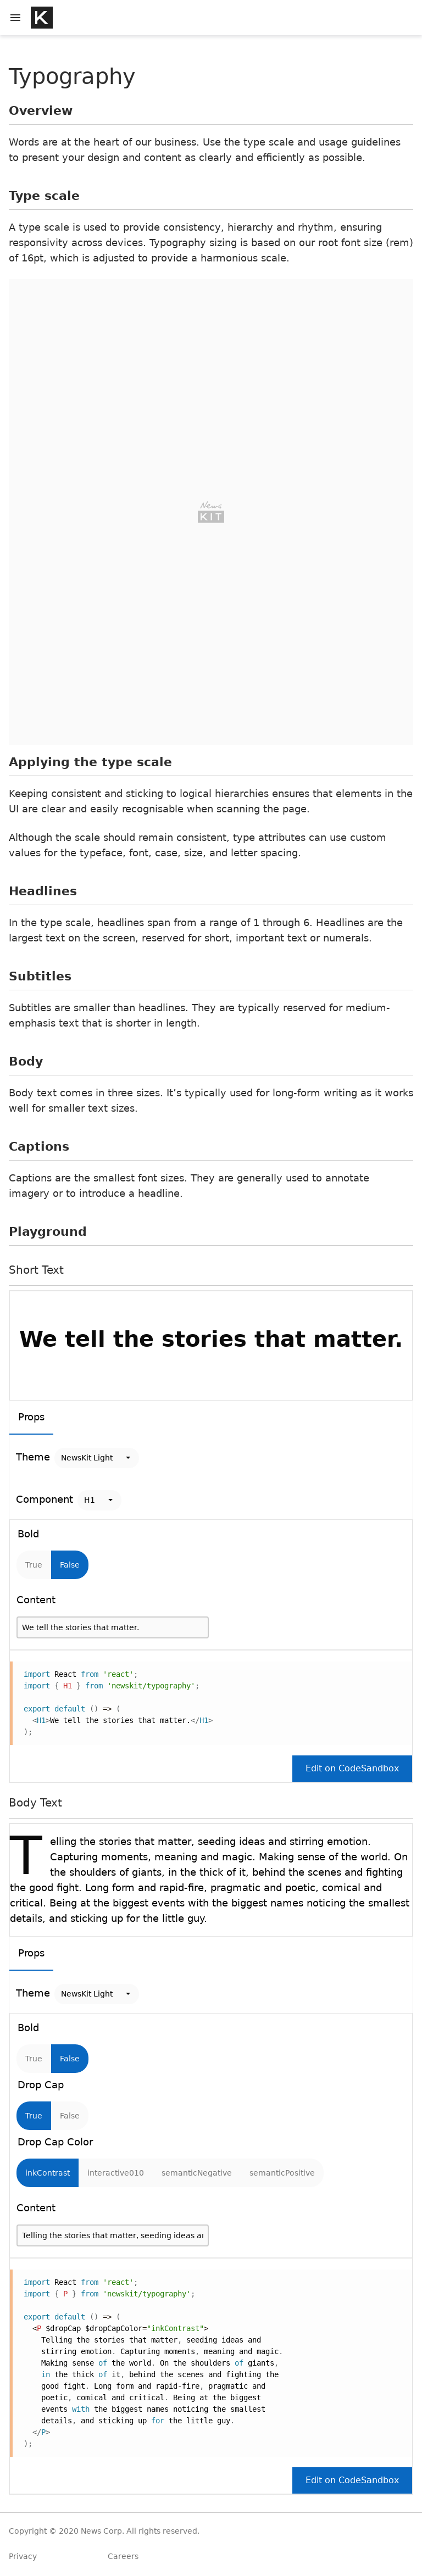 K
Typography
Overview
Words are at the heart of our business. Use the type scale and usage guidelines
to present your design and content as clearly and efficiently as possible.
Type scale
A type scale is used to provide consistency, hierarchy and rhythm, ensuring
responsivity across devices. Typography sizing is based on our root font size (rem)
of 16pt, which is adjusted to provide a harmonious scale.
News
KIT
Applying the type scale
Keeping consistent and sticking to logical hierarchies ensures that elements in the
UI are clear and easily recognisable when scanning the page.
Although the scale should remain consistent, type attributes can use custom
values for the typeface, font, case, size, and letter spacing.
Headlines
In the type scale, headlines span from a range of 1 through 6. Headlines are the
largest text on the screen, reserved for short, important text or numerals.
Subtitles
Subtitles are smaller than headlines. They are typically reserved for medium-
emphasis text that is shorter in length.
Body
Body text comes in three sizes. It’s typically used for long-form writing as it works
well for smaller text sizes.
Captions
Captions are the smallest font sizes. They are generally used to annotate
imagery or to introduce a headline.
Playground
Short Text
We tell the stories that matter.
Props
Theme NewsKit Light
Component H1
Bold
True False
Content
We tell the stories that matter.
import React from 'react';
import { H1 } from 'newskit/typography';
export default () => (
<H1>We tell the stories that matter.</H1>
);
Edit on CodeSandbox
Body Text
Telling the stories that matter, seeding ideas and stirring emotion.
Capturing moments, meaning and magic. Making sense of the world. On
the shoulders of giants, in the thick of it, behind the scenes and fighting
the good fight. Long form and rapid-fire, pragmatic and poetic, comical and
critical. Being at the biggest events with the biggest names noticing the smallest
details, and sticking up for the little guy.
Props
Theme NewsKit Light
Bold
True False
Drop Cap
True False
Drop Cap Color
inkContrast interactive010 semanticNegative semanticPositive
Content
Telling the stories that matter, seeding ideas an
import React from 'react';
import { P } from 'newskit/typography';
export default () => (
<P $dropCap $dropCapColor="inkContrast">
Telling the stories that matter, seeding ideas and
stirring emotion. Capturing moments, meaning and magic.
Making sense of the world. On the shoulders of giants,
in the thick of it, behind the scenes and fighting the
good fight. Long form and rapid-fire, pragmatic and
poetic, comical and critical. Being at the biggest
events with the biggest names noticing the smallest
details, and sticking up for the little guy.
</P>
);
Edit on CodeSandbox
Copyright © 2020 News Corp. All rights reserved.
Privacy Careers